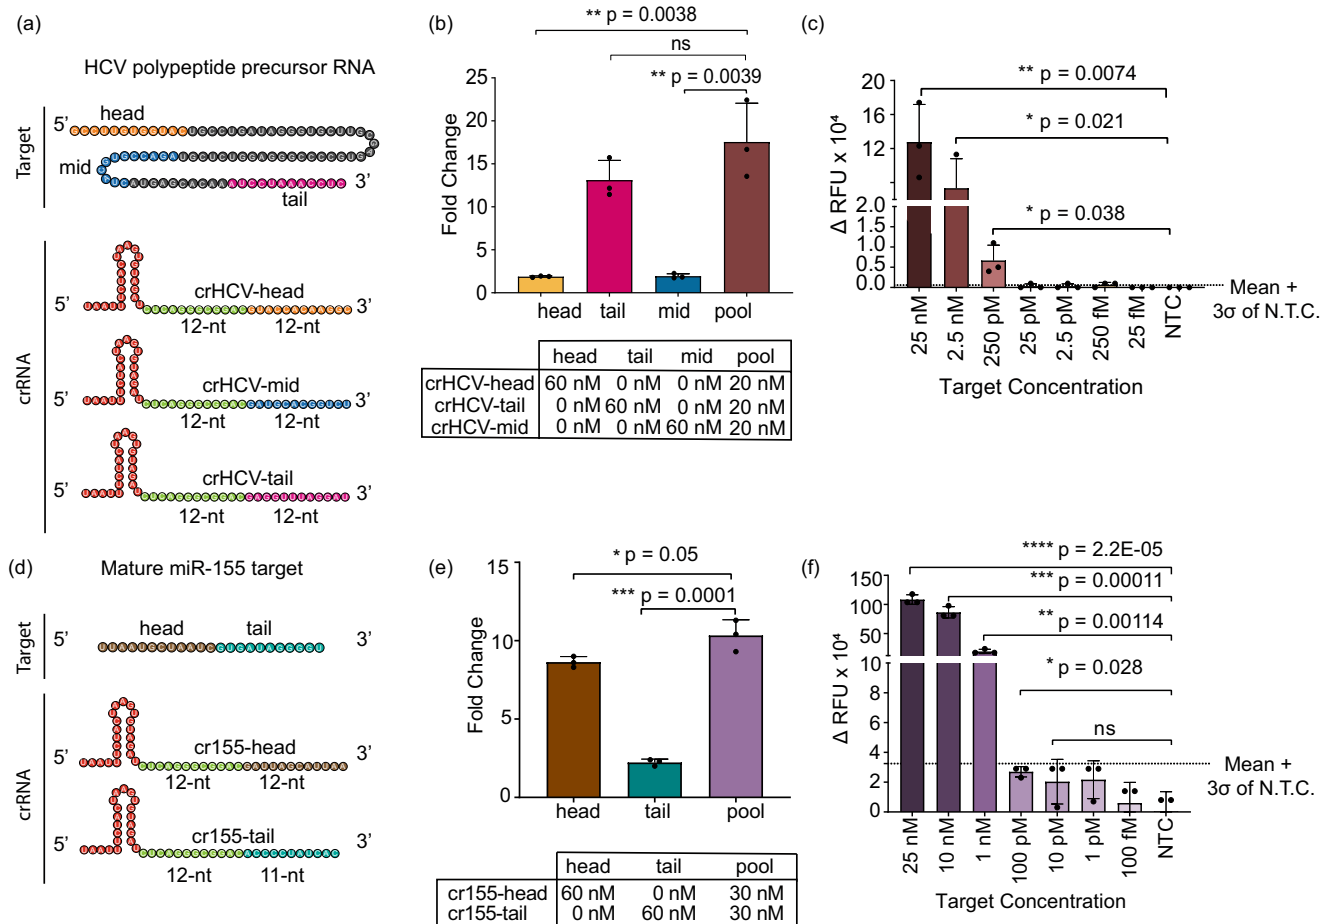 (a)
HCV polypeptide precursor RNA
Target
head
5’
mid
3’
tail
crRNA
5’
crHCV-head
3’
12-nt 12-nt
5’
crHCV-mid
3’
12-nt 12-nt
5’
crHCV-tail
3’
12-nt 12-nt
(b)
** p = 0.0038
ns
** p = 0.0039
Fold Change
25
20
15
10
5
0
head tail mid pool
head tail mid pool
crHCV-head 60 nM 0 nM 0 nM 20 nM
crHCV-tail 0 nM 60 nM 0 nM 20 nM
crHCV-mid 0 nM 0 nM 60 nM 20 nM
(c)
** p = 0.0074
* p = 0.021
* p = 0.038
Δ RFU x 10⁴
20
16
12
2.0
1.5
1.0
0.5
0.0
Mean +
3σ of N.T.C.
25 nM 2.5 nM 250 pM 25 pM 2.5 pM 250 fM 25 fM NTC
Target Concentration
(d)
Mature miR-155 target
Target
5’
head tail
3’
UUAAUGCUAAUCGUGAUAGGGGU
crRNA
5’
cr155-head
3’
12-nt 12-nt
5’
cr155-tail
3’
12-nt 11-nt
(e)
* p = 0.05
*** p = 0.0001
Fold Change
15
10
5
0
head tail pool
head tail pool
cr155-head 60 nM 0 nM 30 nM
cr155-tail 0 nM 60 nM 30 nM
(f)
**** p = 2.2E-05
*** p = 0.00011
** p = 0.00114
* p = 0.028
ns
Δ RFU x 10⁴
150
100
50
10
8
6
4
2
0
Mean +
3σ of N.T.C.
25 nM 10 nM 1 nM 100 pM 10 pM 1 pM 100 fM NTC
Target Concentration